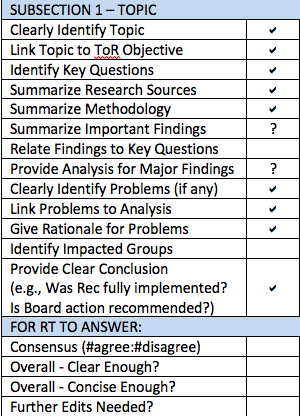 SUBSECTION 1 – TOPIC
Clearly Identify Topic ✓
Link Topic to ToR Objective ✓
Identify Key Questions ✓
Summarize Research Sources ✓
Summarize Methodology ✓
Summarize Important Findings ?
Relate Findings to Key Questions
Provide Analysis for Major Findings ?
Clearly Identify Problems (if any) ✓
Link Problems to Analysis ✓
Give Rationale for Problems ✓
Identify Impacted Groups
Provide Clear Conclusion
(e.g., Was Rec fully implemented? ✓
Is Board action recommended?)
FOR RT TO ANSWER:
Consensus (#agree:#disagree)
Overall - Clear Enough?
Overall - Concise Enough?
Further Edits Needed?